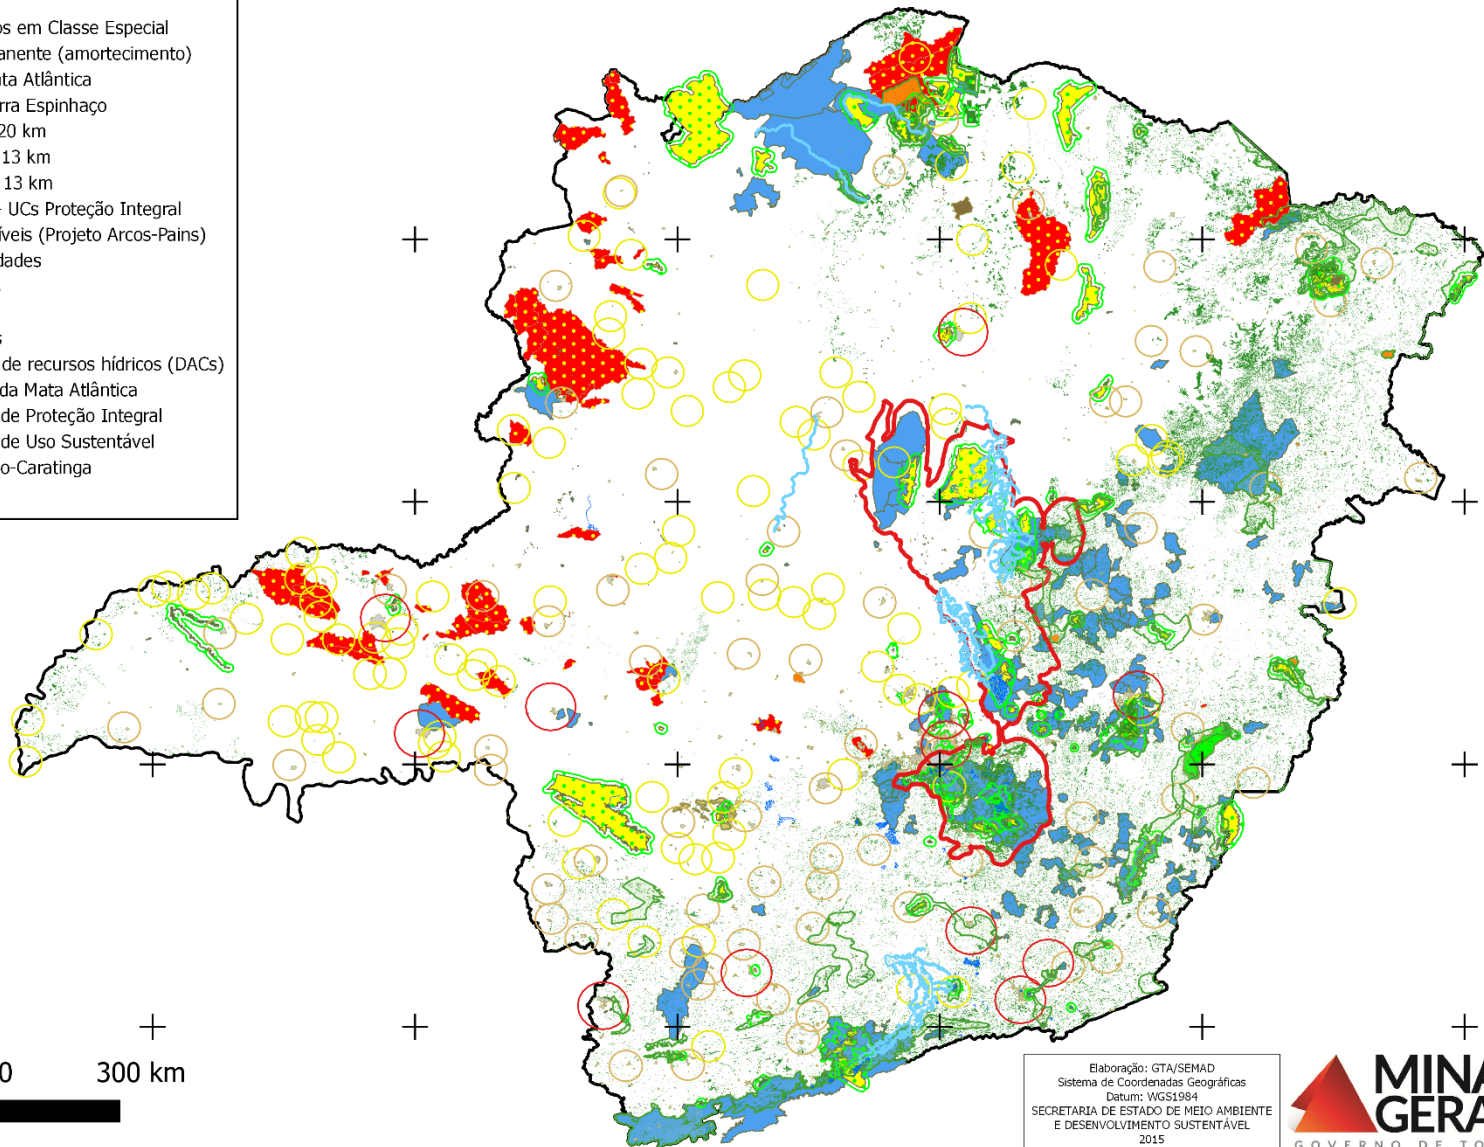 os em Classe Especial
anente (amortecimento)
ata Atlântica
erra Espinhaço
20 km
13 km
13 km
- UCs Proteção Integral
íveis (Projeto Arcos-Pains)
dades
s
de recursos hídricos (DACs)
da Mata Atlântica
de Proteção Integral
de Uso Sustentável
o-Caratinga
0 300 km
Elaboração: GTA/SEMAD
Sistema de Coordenadas Geográficas
Datum: WGS1984
SECRETARIA DE ESTADO DE MEIO AMBIENTE
E DESENVOLVIMENTO SUSTENTÁVEL
2015
MINA
GERA
GOVERNO DE TO